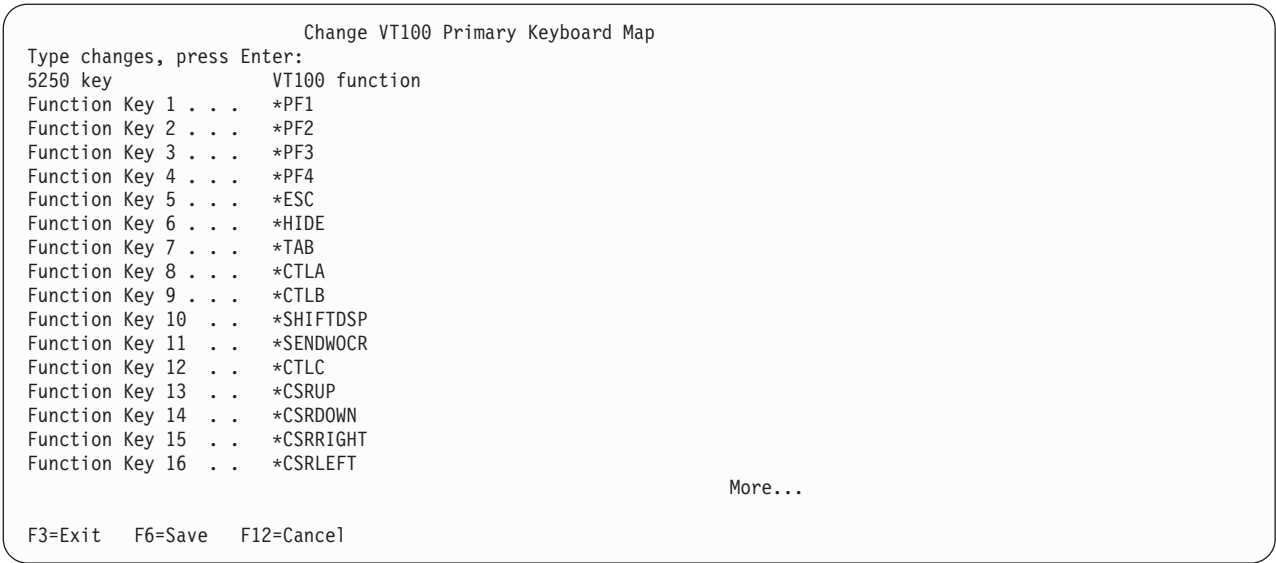 Change VT100 Primary Keyboard Map
Type changes, press Enter:
5250 key                      VT100 function
Function Key 1 . . .   *PF1
Function Key 2 . . .   *PF2
Function Key 3 . . .   *PF3
Function Key 4 . . .   *PF4
Function Key 5 . . .   *ESC
Function Key 6 . . .   *HIDE
Function Key 7 . . .   *TAB
Function Key 8 . . .   *CTLA
Function Key 9 . . .   *CTLB
Function Key 10  . .   *SHIFTDSP
Function Key 11  . .   *SENDWOCR
Function Key 12  . .   *CTLC
Function Key 13  . .   *CSRUP
Function Key 14  . .   *CSRDOWN
Function Key 15  . .   *CSRRIGHT
Function Key 16  . .   *CSRLEFT
More...
F3=Exit   F6=Save   F12=Cancel